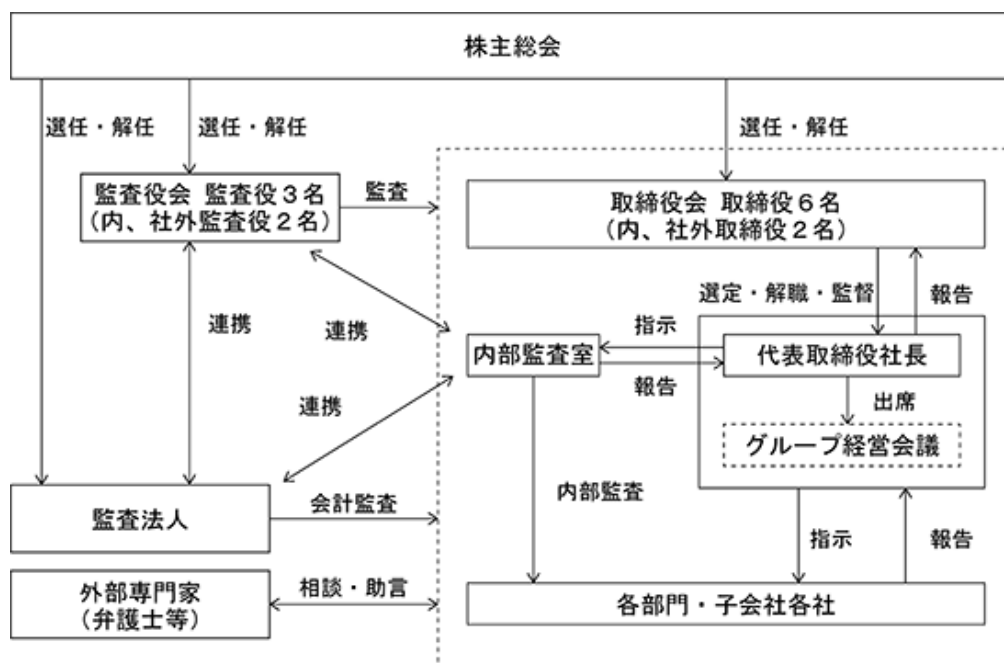 株主総会
選任・解任
選任・解任
選任・解任
監査役会 監査役３名
（内、社外監査役２名）
監査
取締役会 取締役６名
（内、社外取締役２名）
選定・解職・監督
報告
連携
連携
指示
内部監査室
代表取締役社長
報告
出席
連携
グループ経営会議
監査法人
会計監査
内部監査
指示
報告
外部専門家
（弁護士等）
相談・助言
各部門・子会社各社